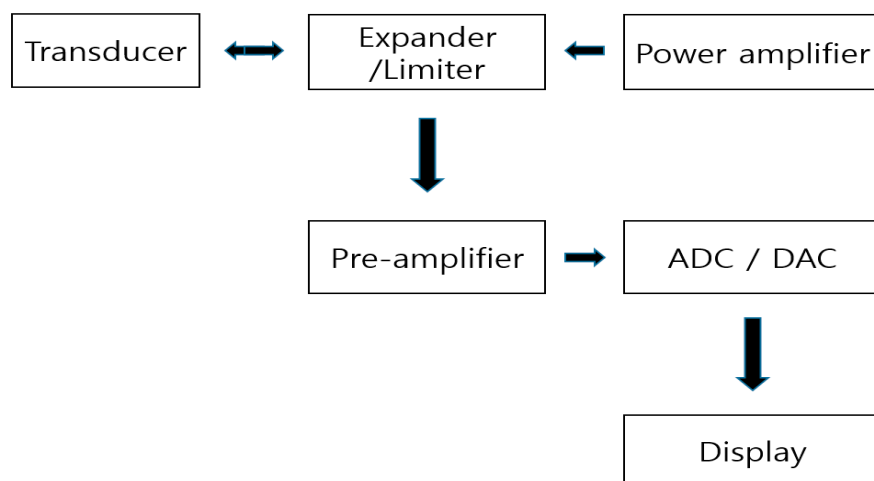 Transducer
Expander
/Limiter
Power amplifier
Pre-amplifier
ADC / DAC
Display